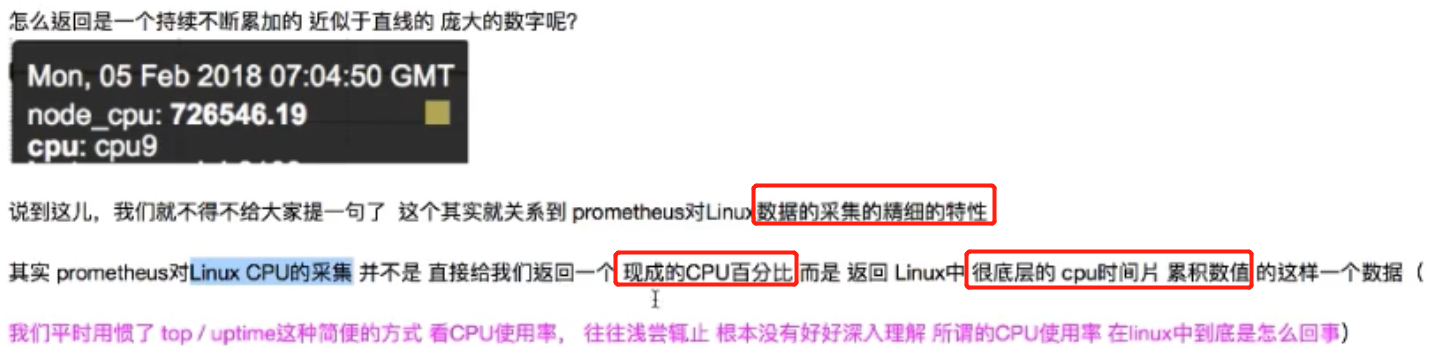 怎么返回是一个持续不断累加的 近似于直线的 庞大的数字呢?
Mon, 05 Feb 2018 07:04:50 GMT
node_cpu: 726546.19
cpu: cpu9
说到这儿，我们就不得不给大家提一句了 这个其实就关系到 prometheus对Linux数据的采集的精细的特性
其实 prometheus对Linux CPU的采集 并不是 直接给我们返回一个 现成的CPU百分比 而是 返回 Linux中 很底层的 cpu时间片 累积数值 的这样一个数据（
我们平时用惯了 top / uptime这种简便的方式 看CPU使用率， 往往浅尝辄止 根本没有好好深入理解 所谓的CPU使用率 在linux中到底是怎么回事）